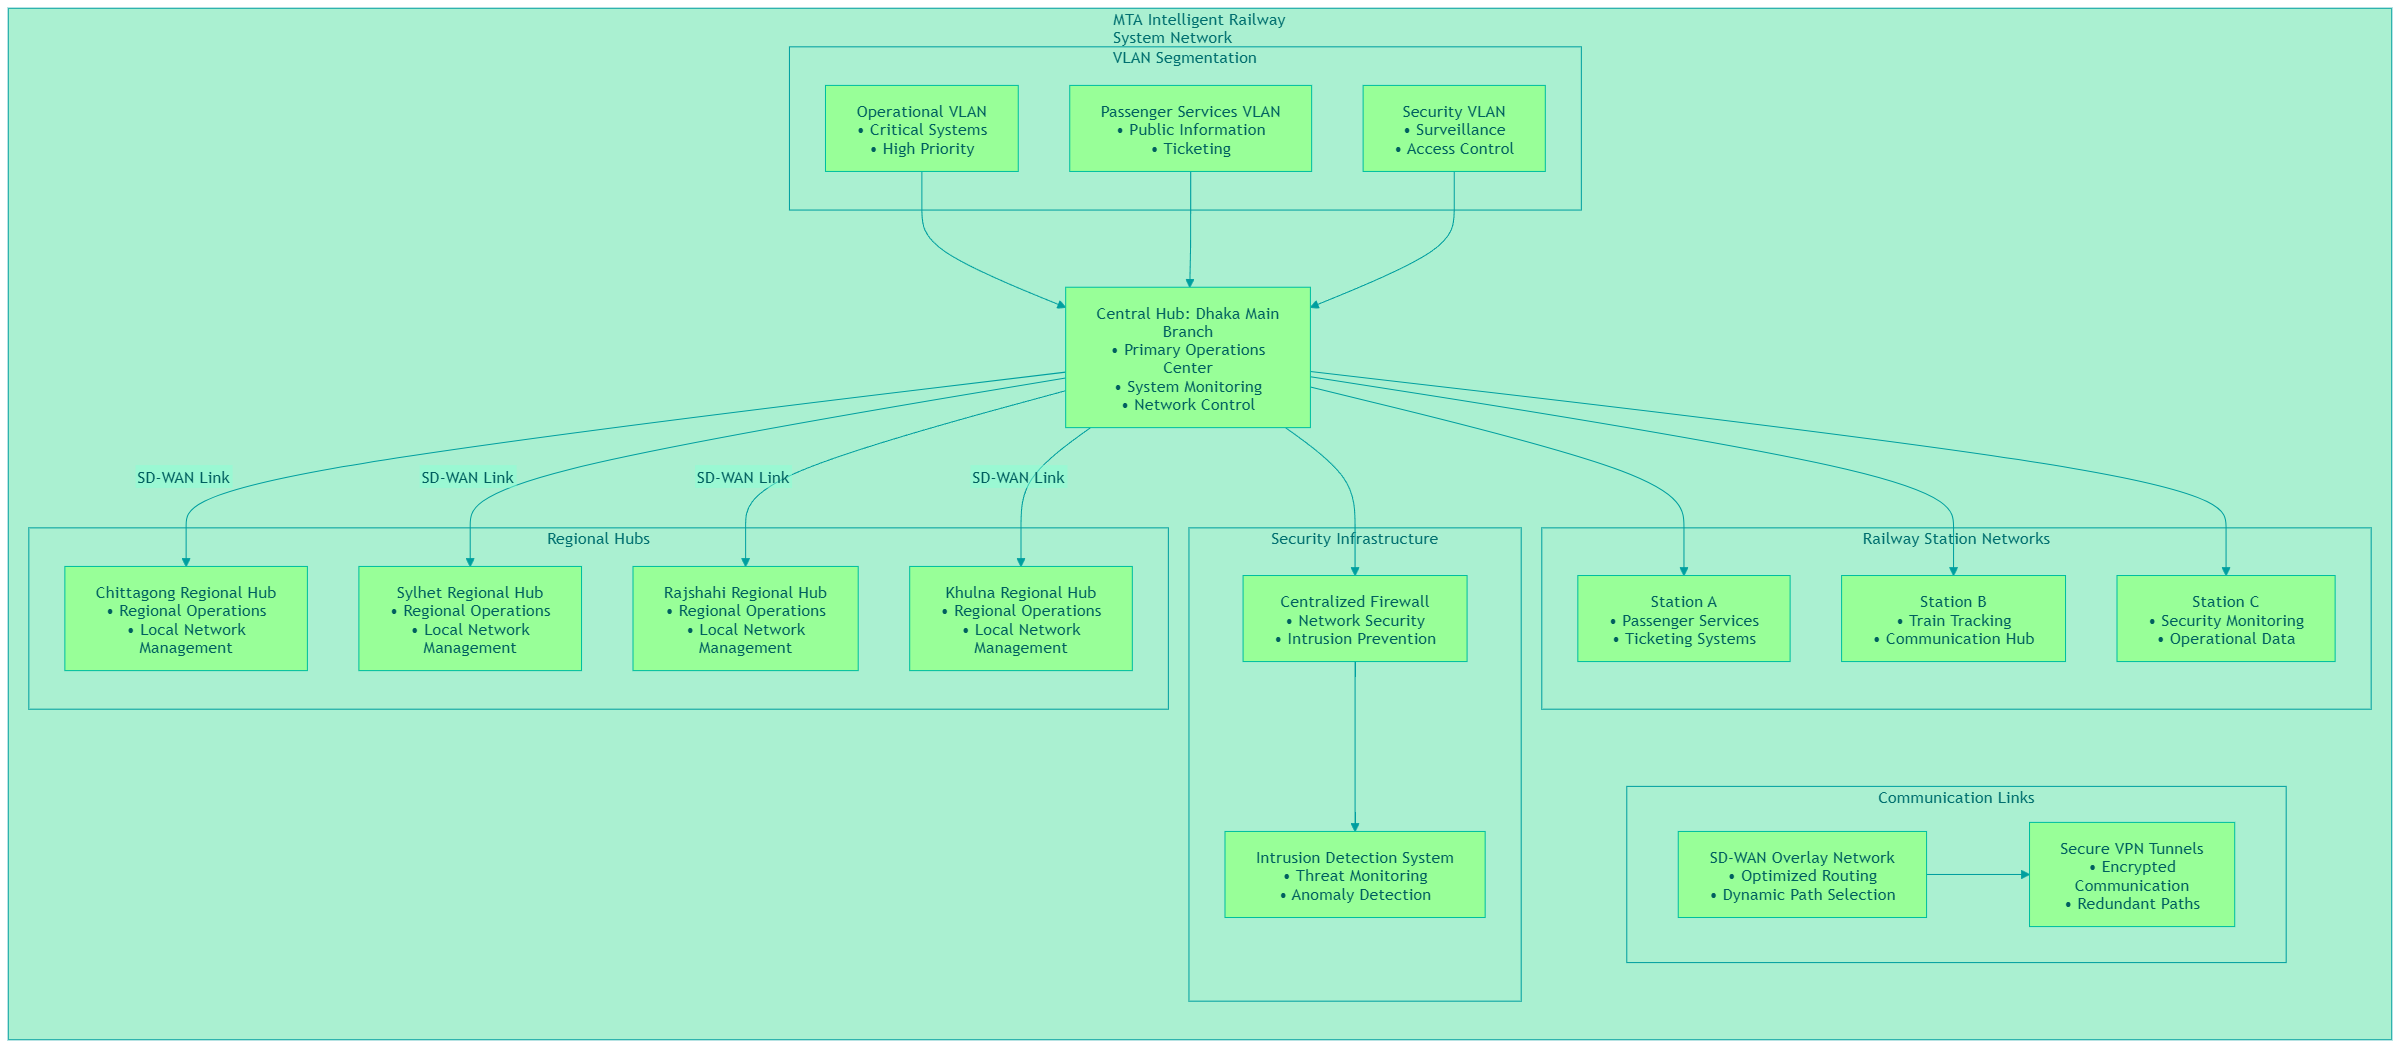 MTA Intelligent Railway
System Network
VLAN Segmentation
Operational VLAN
• Critical Systems
• High Priority
Passenger Services VLAN
• Public Information
• Ticketing
Security VLAN
• Surveillance
• Access Control
Central Hub: Dhaka Main
Branch
• Primary Operations
Center
• System Monitoring
• Network Control
SD-WAN Link
SD-WAN Link
SD-WAN Link
SD-WAN Link
Regional Hubs
Chittagong Regional Hub
• Regional Operations
• Local Network
Management
Sylhet Regional Hub
• Regional Operations
• Local Network
Management
Rajshahi Regional Hub
• Regional Operations
• Local Network
Management
Khulna Regional Hub
• Regional Operations
• Local Network
Management
Security Infrastructure
Centralized Firewall
• Network Security
• Intrusion Prevention
Intrusion Detection System
• Threat Monitoring
• Anomaly Detection
Railway Station Networks
Station A
• Passenger Services
• Ticketing Systems
Station B
• Train Tracking
• Communication Hub
Station C
• Security Monitoring
• Operational Data
Communication Links
SD-WAN Overlay Network
• Optimized Routing
• Dynamic Path Selection
Secure VPN Tunnels
• Encrypted
Communication
• Redundant Paths